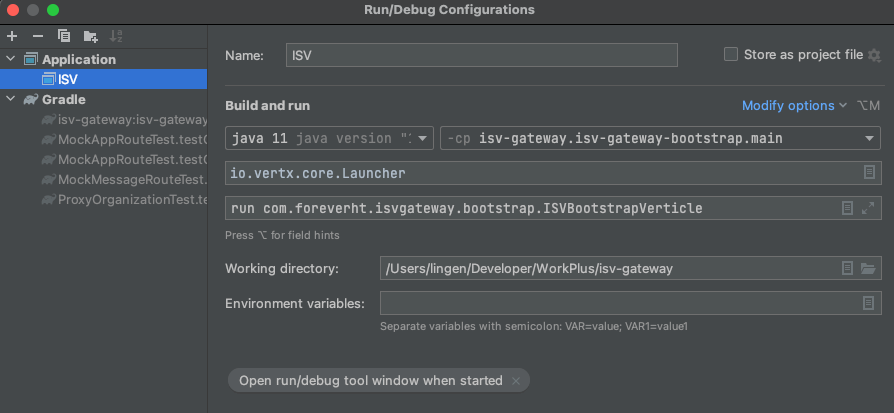 Run/Debug Configurations
Application
ISV
Gradle
isv-gateway:isv-gateway
MockAppRouteTest.test
MockAppRouteTest.test
MockMessageRouteTest.
ProxyOrganizationTest.te
Name: ISV
Store as project file
Build and run
Modify options ⌥M
java 11 java version "1
-cp isv-gateway.isv-gateway-bootstrap.main
io.vertx.core.Launcher
run com.foreverht.isvgateway.bootstrap.ISVBootstrapVerticle
Press ⌥ for field hints
Working directory: /Users/lingen/Developer/WorkPlus/isv-gateway
Environment variables:
Separate variables with semicolon: VAR=value; VAR1=value1
Open run/debug tool window when started ×